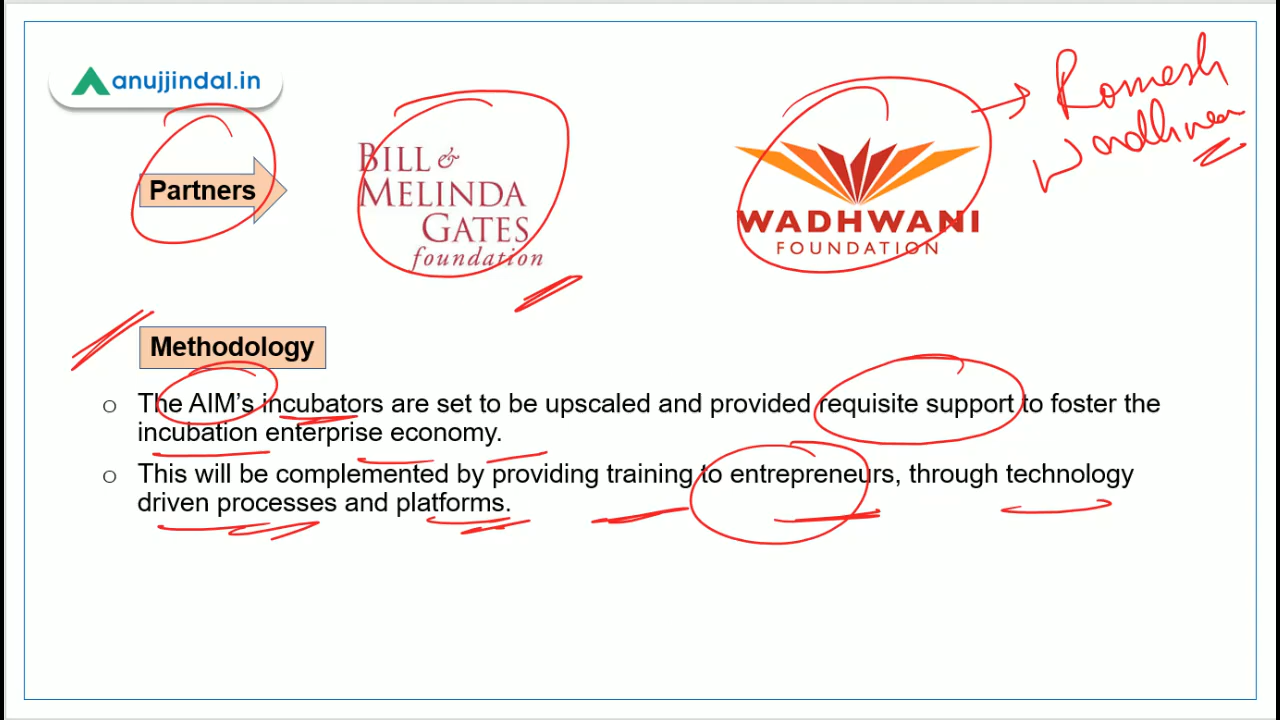 anujjindal.in
Romesh
Wadhwani
Partners
BILL &
MELINDA
GATES
foundation
WADHWANI
FOUNDATION
Methodology
o The AIM's incubators are set to be upscaled and provided requisite support to foster the
incubation enterprise economy.
o This will be complemented by providing training to entrepreneurs, through technology
driven processes and platforms.